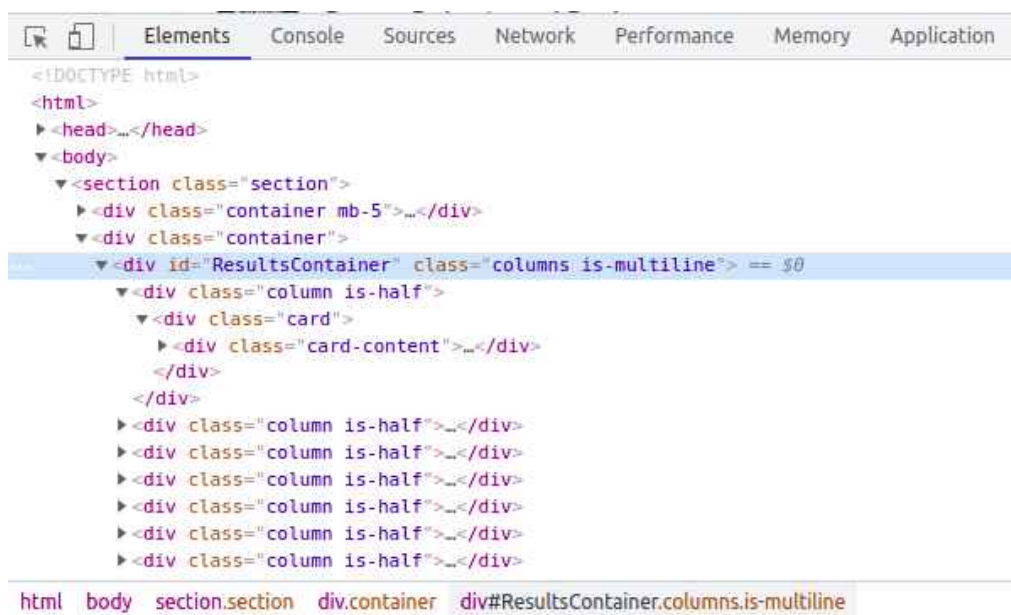 Elements Console Sources Network Performance Memory Application
<!DOCTYPE html>
<html>
▶<head>…</head>
▼<body>
▼<section class="section">
▶<div class="container mb-5">…</div>
▼<div class="container">
… ▼<div id="ResultsContainer" class="columns is-multiline"> == $0
▼<div class="column is-half">
▼<div class="card">
▶<div class="card-content">…</div>
</div>
</div>
▶<div class="column is-half">…</div>
▶<div class="column is-half">…</div>
▶<div class="column is-half">…</div>
▶<div class="column is-half">…</div>
▶<div class="column is-half">…</div>
▶<div class="column is-half">…</div>
html body section.section div.container div#ResultsContainer.columns.is-multiline